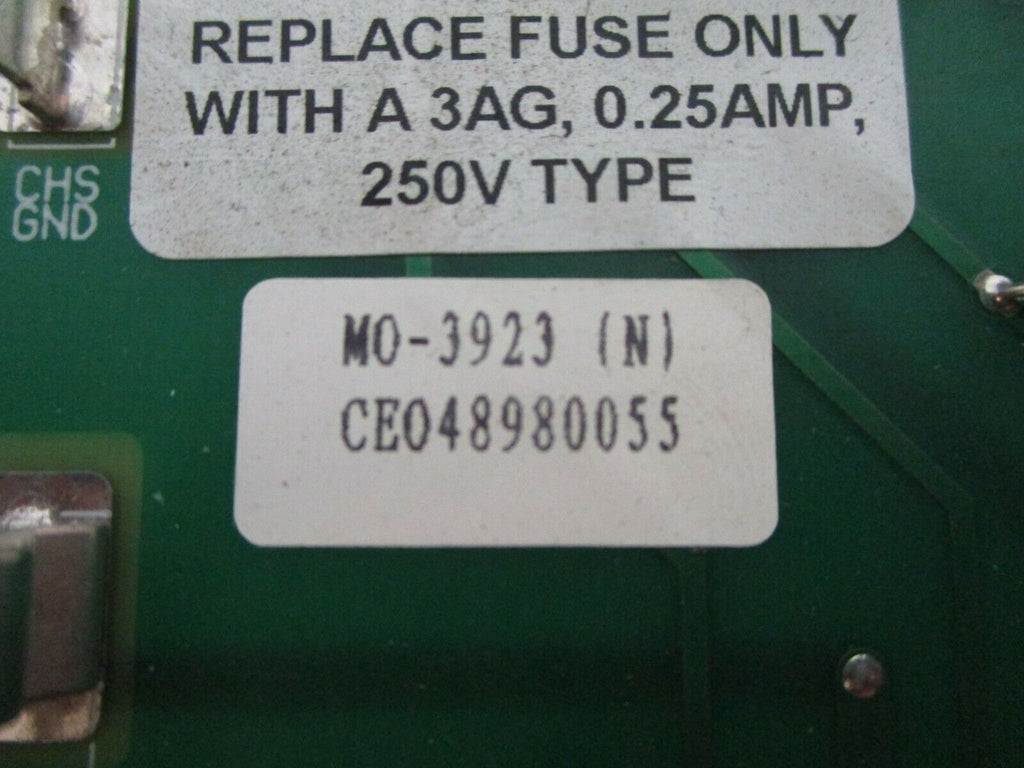 REPLACE FUSE ONLY
WITH A 3AG, 0.25AMP,
250V TYPE
CHS
GND
MO-3923 (N)
CE048980055